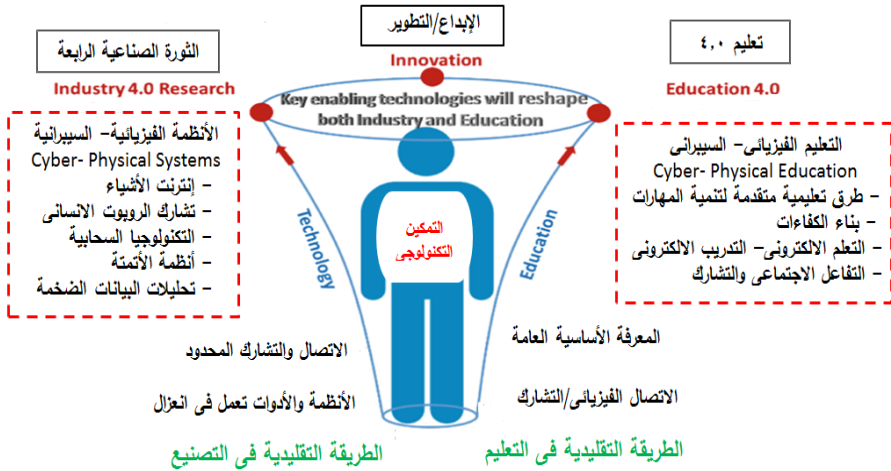 الإبداع/التطوير
Innovation
الثورة الصناعية الرابعة
Industry 4.0 Research
تعليم ٤,٠
Education 4.0
Key enabling technologies will reshape
both Industry and Education
الأنظمة الفيزيائية- السيبرانية
Cyber- Physical Systems
- إنترنت الأشياء
- تشارك الروبوت الانسانى
- التكنولوجيا السحابية
- أنظمة الأتمتة
- تحليلات البيانات الضخمة
التعليم الفيزيائى- السيبرانى
Cyber- Physical Education
- طرق تعليمية متقدمة لتنمية المهارات
- بناء الكفاءات
- التعلم الالكترونى- التدريب الالكترونى
- التفاعل الاجتماعى والتشارك
Technology
التمكين
التكنولوجى
Education
المعرفة الأساسية العامة
الاتصال الفيزيائى/التشارك
الطريقة التقليدية فى التعليم
الاتصال والتشارك المحدود
الأنظمة والأدوات تعمل فى انعزال
الطريقة التقليدية فى التصنيع